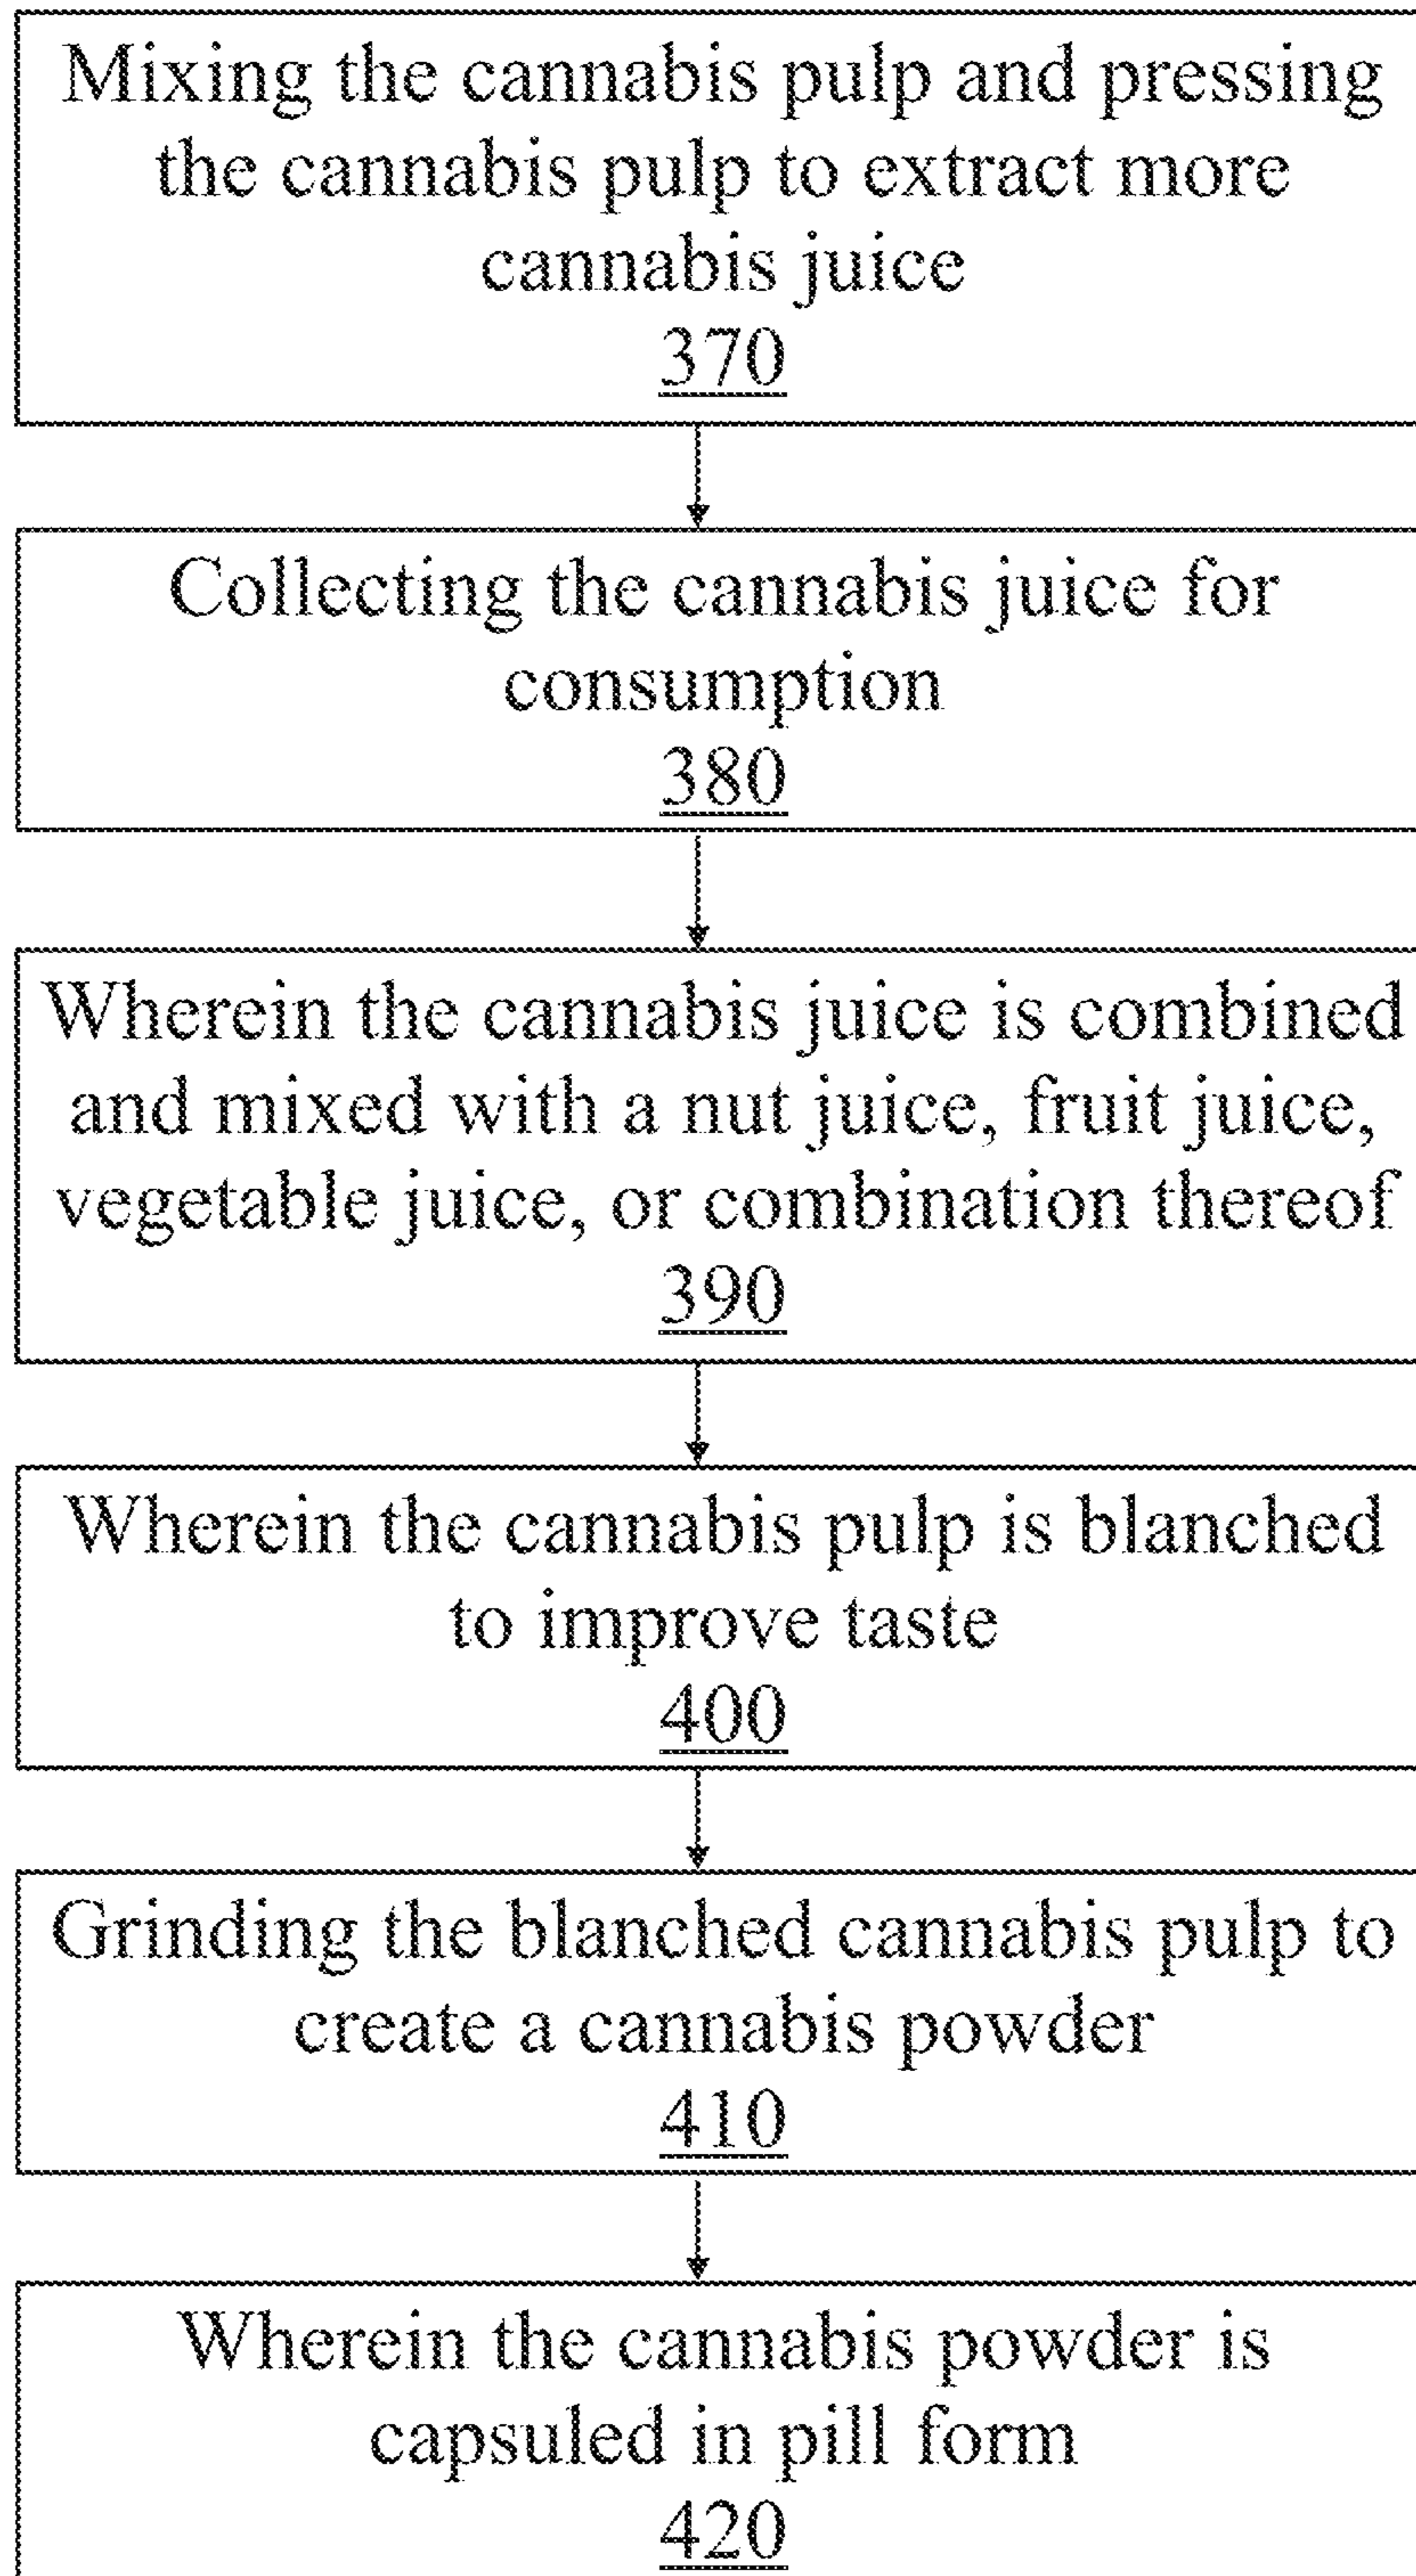 Mixing the cannabis pulp and pressing
the cannabis pulp to extract more
cannabis juice
370
Collecting the cannabis juice for
consumption
380
Wherein the cannabis juice is combined
and mixed with a nut juice, fruit juice,
vegetable juice, or combination thereof
390
Wherein the cannabis pulp is blanched
to improve taste
400
Grinding the blanched cannabis pulp to
create a cannabis powder
410
Wherein the cannabis powder is
capsuled in pill form
420